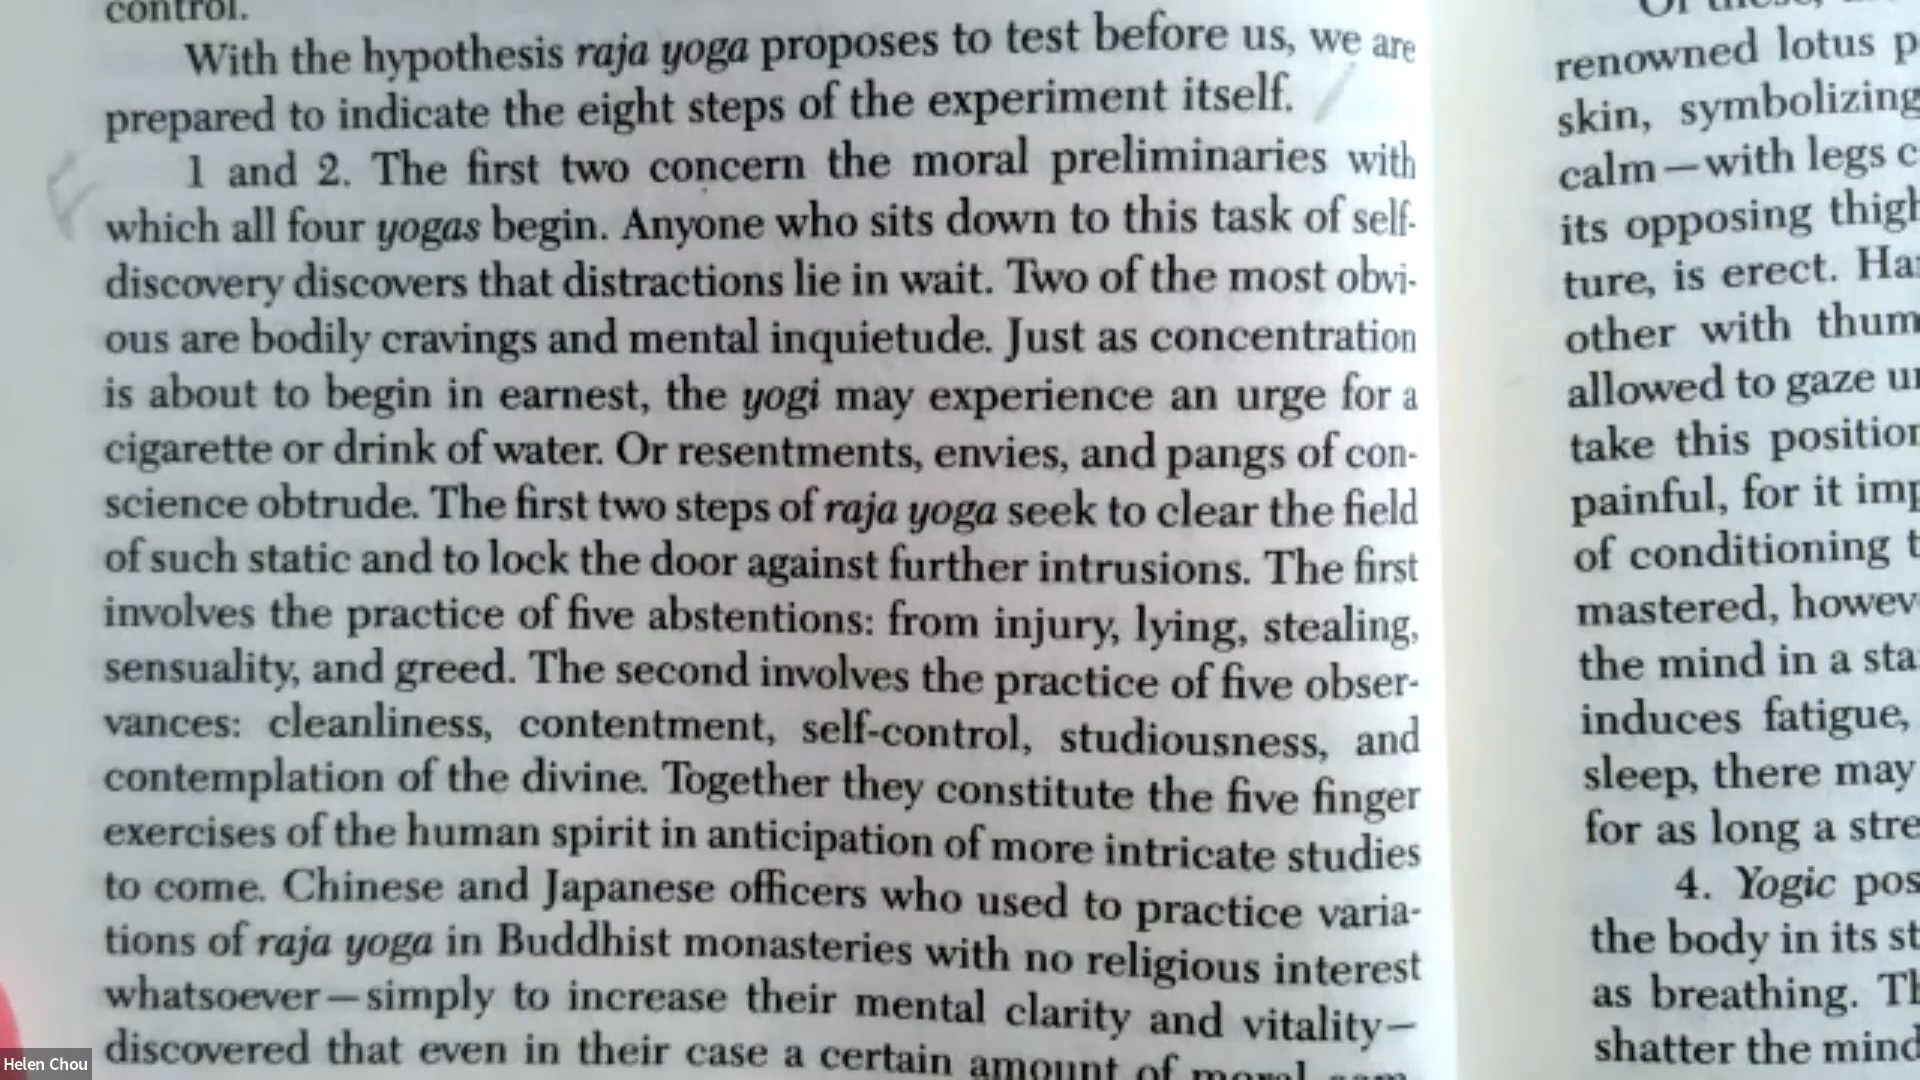 control.
With the hypothesis raja yoga proposes to test before us, we are
prepared to indicate the eight steps of the experiment itself.
1 and 2. The first two concern the moral preliminaries with
which all four yogas begin. Anyone who sits down to this task of self-
discovery discovers that distractions lie in wait. Two of the most obvi-
ous are bodily cravings and mental inquietude. Just as concentration
is about to begin in earnest, the yogi may experience an urge for a
cigarette or drink of water. Or resentments, envies, and pangs of con-
science obtrude. The first two steps of raja yoga seek to clear the field
of such static and to lock the door against further intrusions. The first
involves the practice of five abstentions: from injury, lying, stealing,
sensuality, and greed. The second involves the practice of five obser-
vances: cleanliness, contentment, self-control, studiousness, and
contemplation of the divine. Together they constitute the five finger
exercises of the human spirit in anticipation of more intricate studies
to come. Chinese and Japanese officers who used to practice varia-
tions of raja yoga in Buddhist monasteries with no religious interest
whatsoever—simply to increase their mental clarity and vitality—
discovered that even in their case a certain amount of moral
renowned lotus
skin, symbolizing
calm—with legs
its opposing
ture, is erect.
other with
allowed to gaze
take this
painful, for it
of conditioning
mastered,
the mind in a
induces fatigue,
sleep, there may
for as long a
4. Yogic
the body in its
as breathing.
shatter the mind
Helen Chou